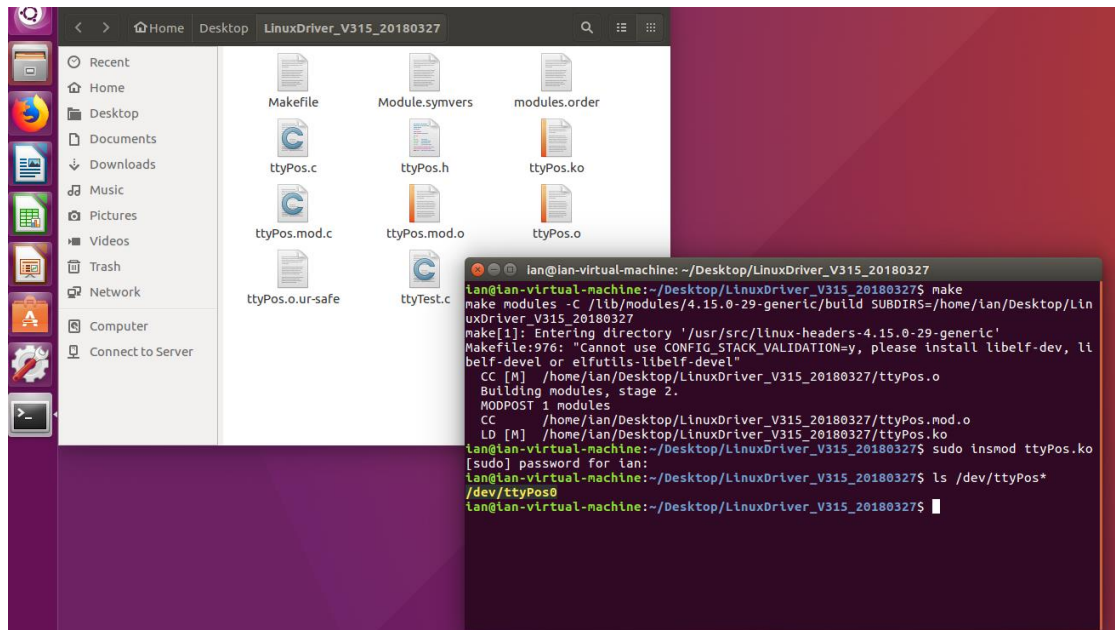 Home Desktop LinuxDriver_V315_20180327
Recent
Home
Desktop
Documents
Downloads
Music
Pictures
Videos
Trash
Network
Computer
Connect to Server
Makefile Module.symvers modules.order
ttyPos.c ttyPos.h ttyPos.ko
ttyPos.mod.c ttyPos.mod.o ttyPos.o
ttyPos.o.ur-safe ttyTest.c
ian@ian-virtual-machine: ~/Desktop/LinuxDriver_V315_20180327
ian@ian-virtual-machine:~/Desktop/LinuxDriver_V315_20180327$ make
make modules -C /lib/modules/4.15.0-29-generic/build SUBDIRS=/home/ian/Desktop/Lin
uxDriver_V315_20180327
make[1]: Entering directory '/usr/src/linux-headers-4.15.0-29-generic'
Makefile:976: "Cannot use CONFIG_STACK_VALIDATION=y, please install libelf-dev, li
belf-devel or elfutils-libelf-devel"
CC [M] /home/ian/Desktop/LinuxDriver_V315_20180327/ttyPos.o
Building modules, stage 2.
MODPOST 1 modules
CC /home/ian/Desktop/LinuxDriver_V315_20180327/ttyPos.mod.o
LD [M] /home/ian/Desktop/LinuxDriver_V315_20180327/ttyPos.ko
ian@ian-virtual-machine:~/Desktop/LinuxDriver_V315_20180327$ sudo insmod ttyPos.ko
[sudo] password for ian:
ian@ian-virtual-machine:~/Desktop/LinuxDriver_V315_20180327$ ls /dev/ttyPos*
/dev/ttyPos0
ian@ian-virtual-machine:~/Desktop/LinuxDriver_V315_20180327$